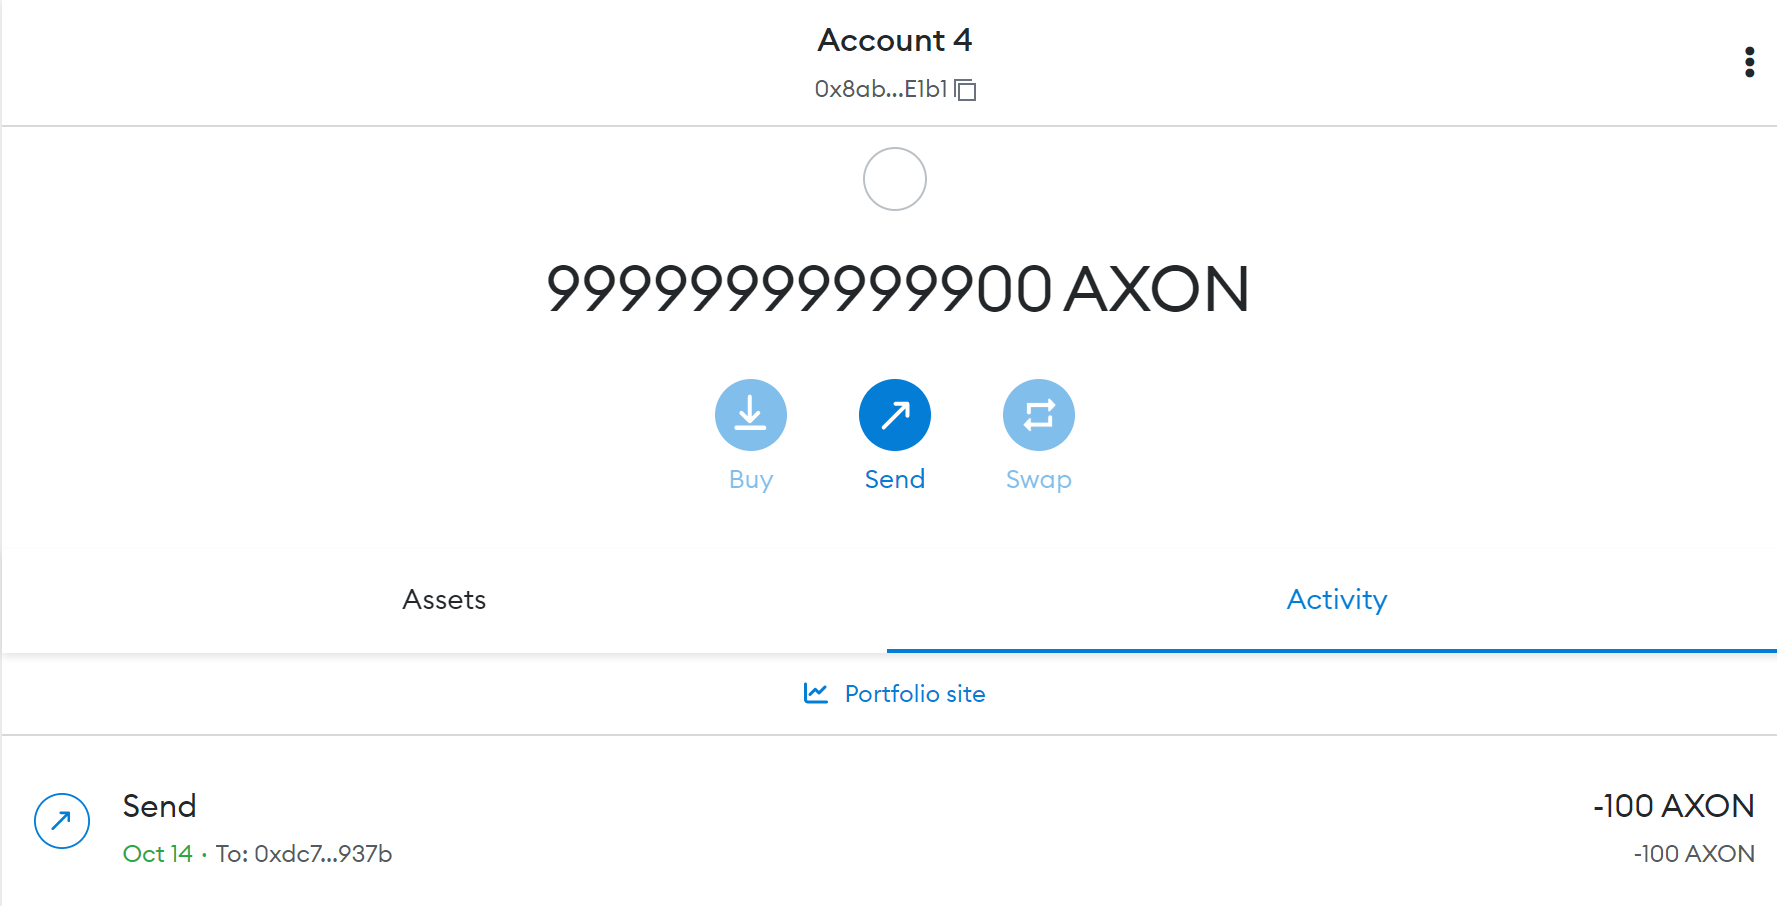 Account 4
0x8ab...E1b1
99999999999900 AXON
Buy
Send
Swap
Assets
Activity
Portfolio site
Send
-100 AXON
Oct 14 · To: 0xdc7...937b
-100 AXON